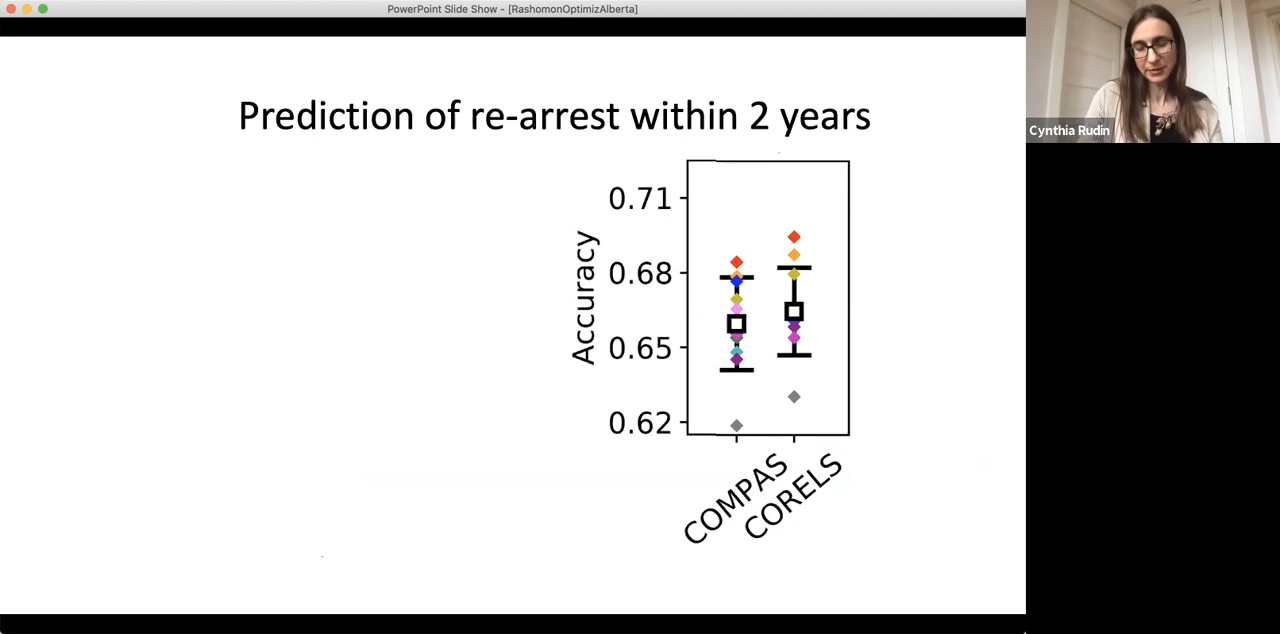 PowerPoint Slide Show - [RashomonOptimizAlberta]
Cynthia Rudin
Prediction of re-arrest within 2 years
Accuracy
0.71
0.68
0.65
0.62
COMPAS
CORELS